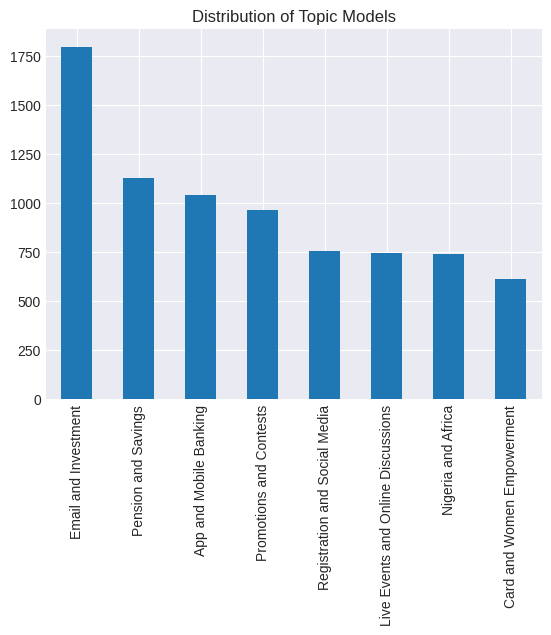 Distribution of Topic Models
1750
1500
1250
1000
750
500
250
0
Email and Investment
Pension and Savings
App and Mobile Banking
Promotions and Contests
Registration and Social Media
Live Events and Online Discussions
Nigeria and Africa
Card and Women Empowerment